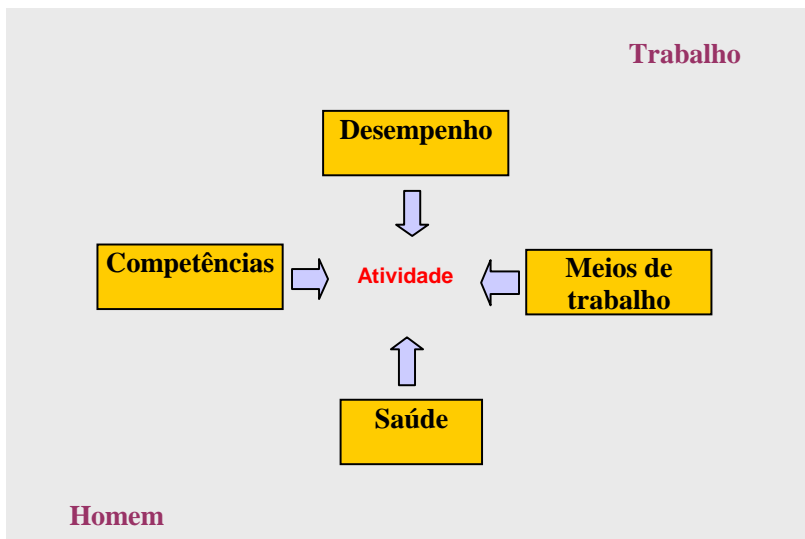 Trabalho
Desempenho
Competências
Atividade
Meios de
trabalho
Saúde
Homem